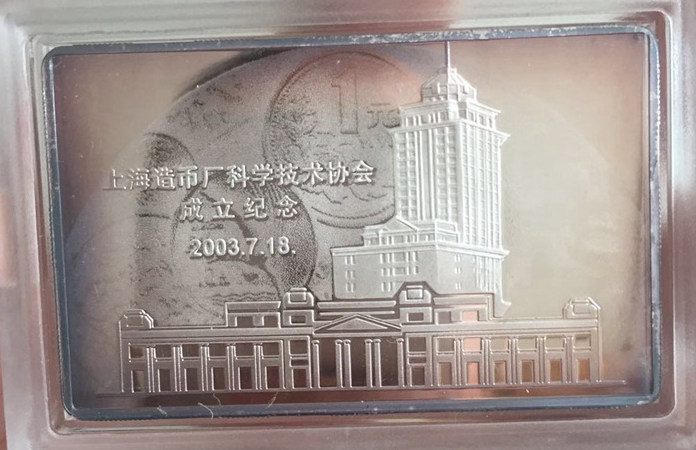 1元
上海造币厂科学技术协会
成立纪念
2003.7.18.